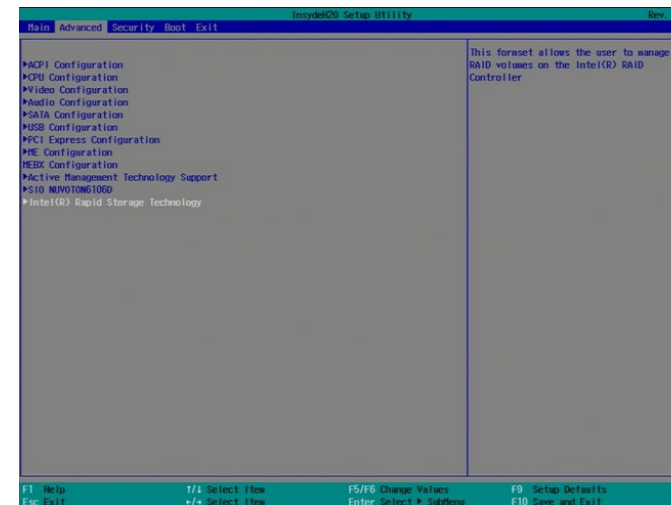 InsydeH2O Setup Utility Rev.
Main Advanced Security Boot Exit
This formset allows the user to manage
RAID volumes on the Intel(R) RAID
Controller
►ACPI Configuration
►CPU Configuration
►Video Configuration
►Audio Configuration
►SATA Configuration
►USB Configuration
►PCI Express Configuration
►ME Configuration
MEBX Configuration
►Active Management Technology Support
►SIO NUVOTON6106D
►Intel(R) Rapid Storage Technology
F1 Help ↑/↓ Select Item F5/F6 Change Values F9 Setup Defaults
Esc Exit ←/→ Select Item Enter Select ► SubMenu F10 Save and Exit